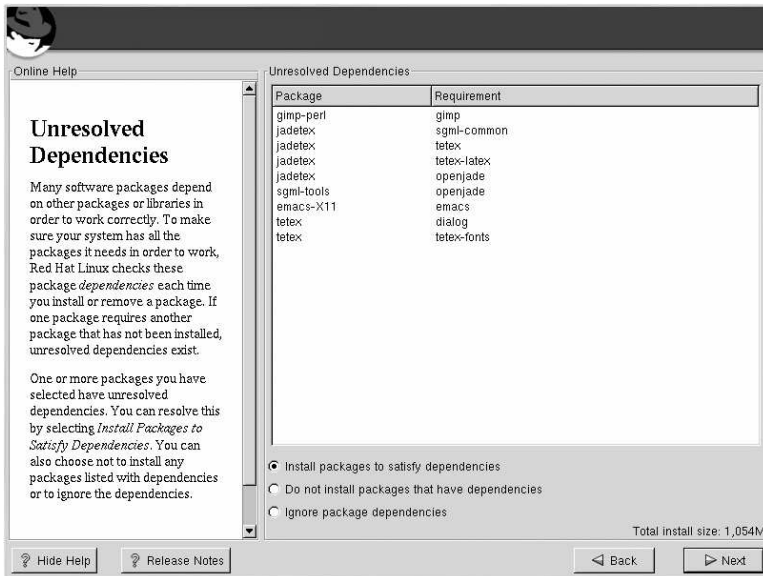 Online Help
Unresolved
Dependencies
Many software packages depend
on other packages or libraries in
order to work correctly. To make
sure your system has all the
packages it needs in order to work,
Red Hat Linux checks these
package dependencies each time
you install or remove a package. If
one package requires another
package that has not been installed,
unresolved dependencies exist.
One or more packages you have
selected have unresolved
dependencies. You can resolve this
by selecting Install Packages to
Satisfy Dependencies. You can
also choose not to install any
packages listed with dependencies
or to ignore the dependencies.
Unresolved Dependencies
Package Requirement
gimp-perl gimp
jadetex sgml-common
jadetex tetex
jadetex tetex-latex
jadetex openjade
sgml-tools openjade
emacs-X11 emacs
tetex dialog
tetex tetex-fonts
Install packages to satisfy dependencies
Do not install packages that have dependencies
Ignore package dependencies
Total install size: 1,054M
? Hide Help ? Release Notes Back Next